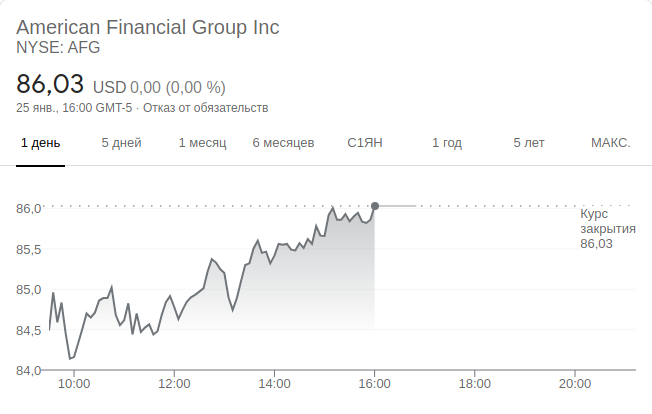 American Financial Group Inc
NYSE: AFG
86,03 USD 0,00 (0,00 %)
25 янв., 16:00 GMT-5 · Отказ от обязательств
1 день 5 дней 1 месяц 6 месяцев С1ЯН 1 год 5 лет МАКС.
86,0
Курс
закрытия
86,03
85,5
85,0
84,5
84,0
10:00 12:00 14:00 16:00 18:00 20:00